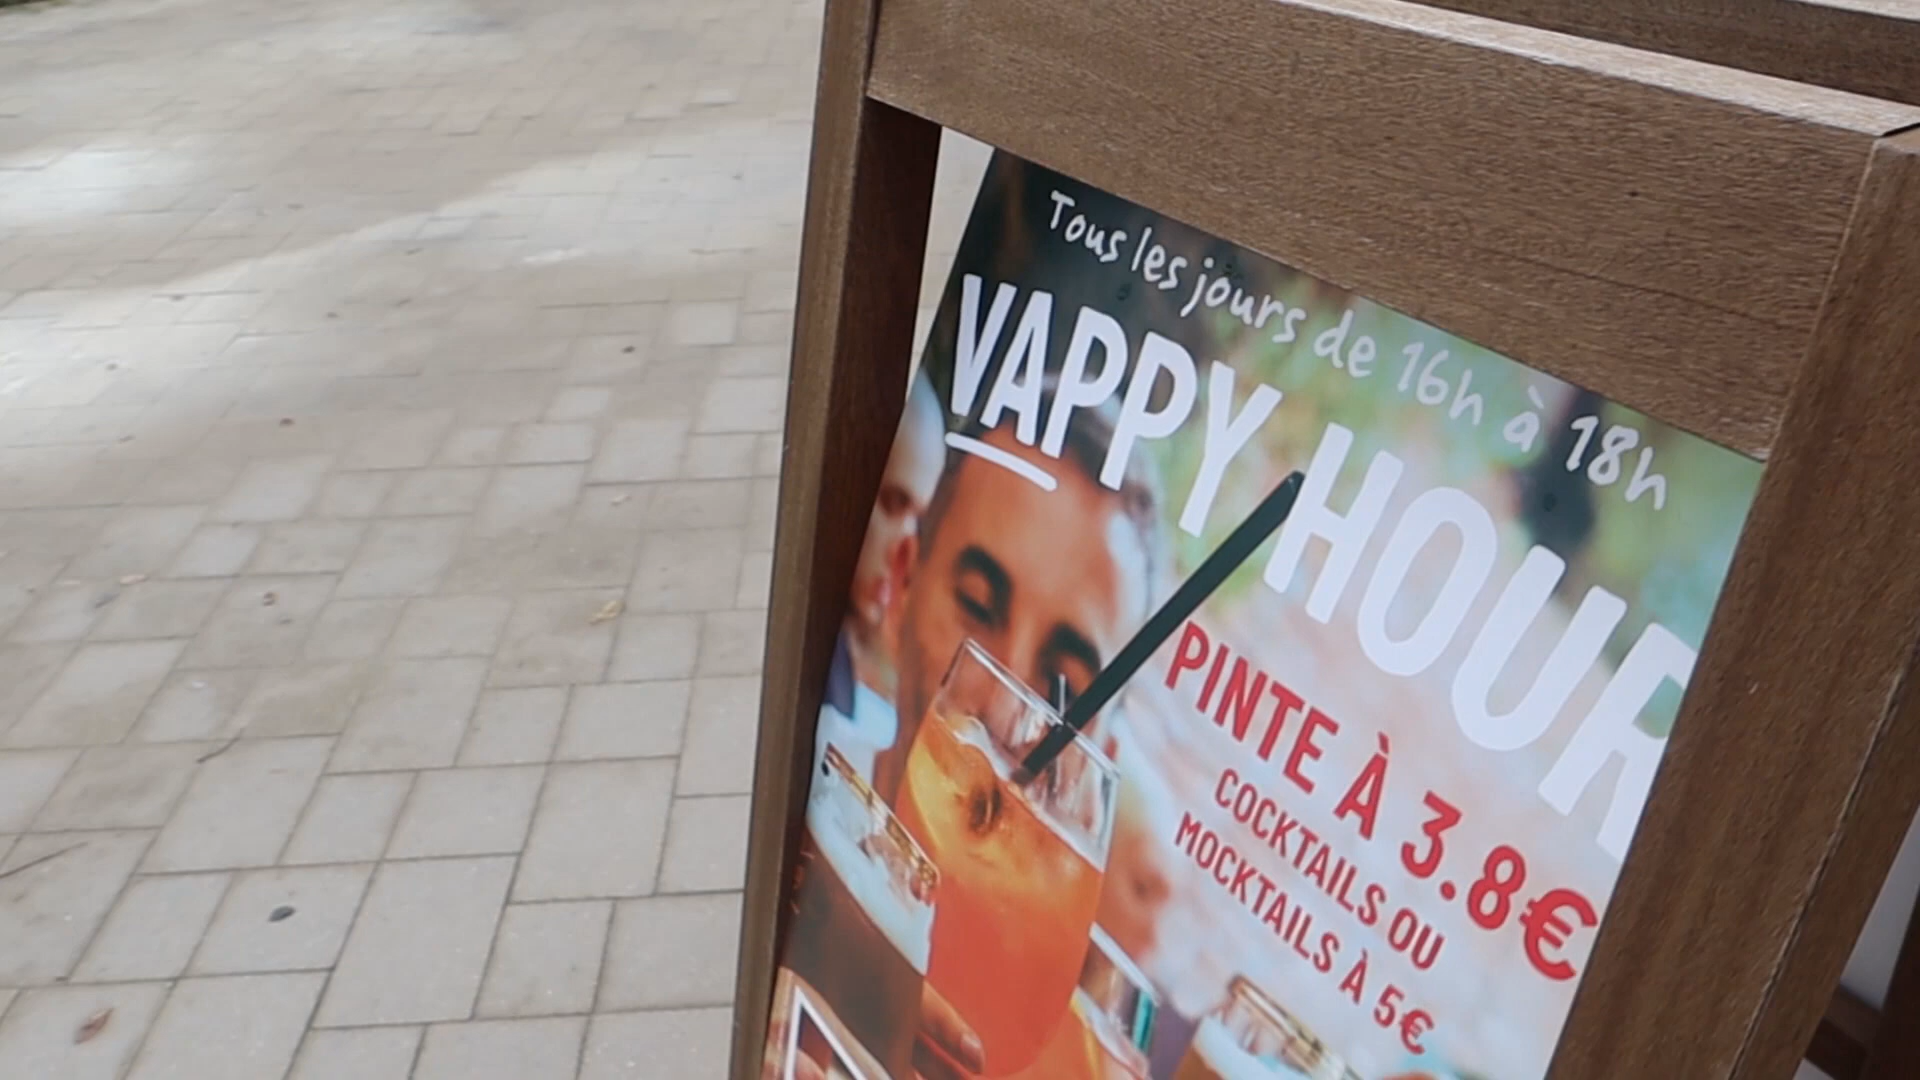 Tous les jours de 16h à 18h
VAPPY HOUR
PINTE À 3.8€
COCKTAILS OU
MOCKTAILS À 5€